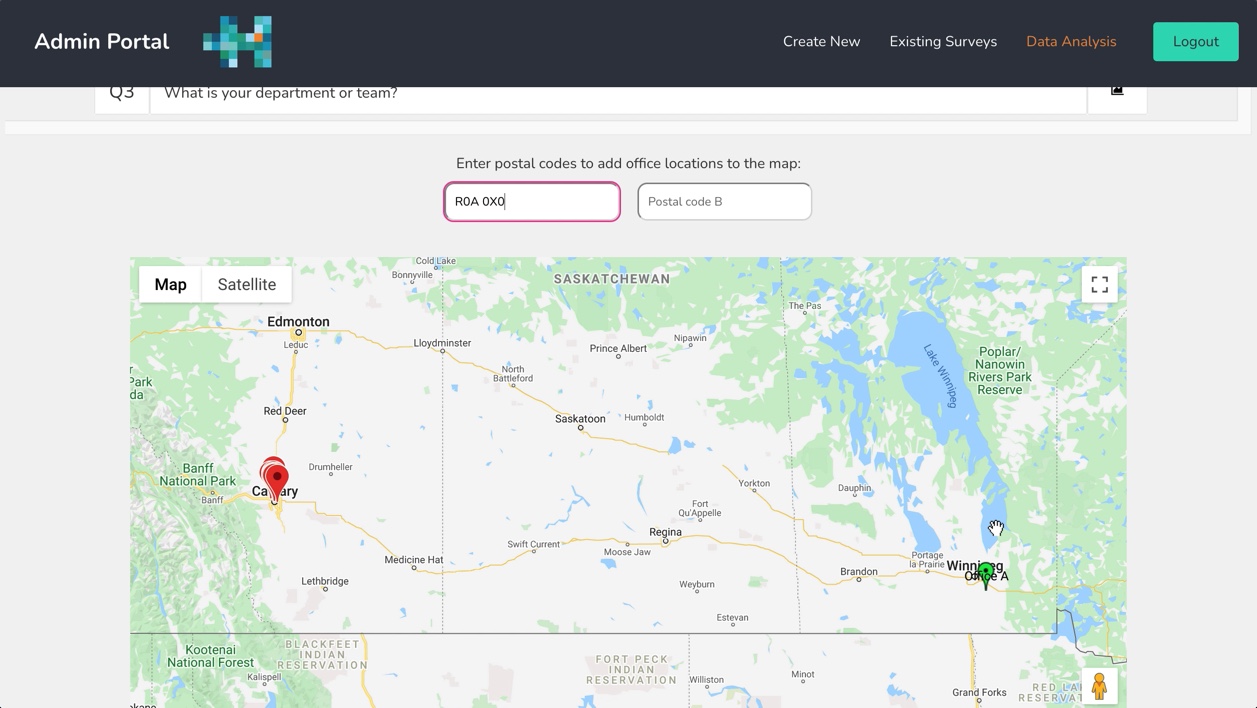 Admin Portal
Create New
Existing Surveys
Data Analysis
Logout
Q3
What is your department or team?
Enter postal codes to add office locations to the map:
R0A 0X0
Postal code B
Map
Satellite
Cold Lake
Bonnyville
SASKATCHEWAN
The Pas
Edmonton
Leduc
Lloydminster
Prince Albert
Nipawin
Lake Winnipeg
Poplar/
Nanowin
Rivers Park
Reserve
Park
North
Battleford
Red Deer
Saskatoon
Humboldt
Banff
National Park
Banff
Drumheller
Calgary
Yorkton
Dauphin
Fort
Qu'Appelle
Regina
Swift Current
Moose Jaw
Medicine Hat
Portage
la Prairie
Winnipeg
Office A
Brandon
Lethbridge
Weyburn
Estevan
Kootenai
National Forest
BLACKFEET
INDIAN
RESERVATION
Kalispell
FORT PECK
INDIAN
RESERVATION
Williston
Minot
Grand Forks
RED LA
RESERVAT